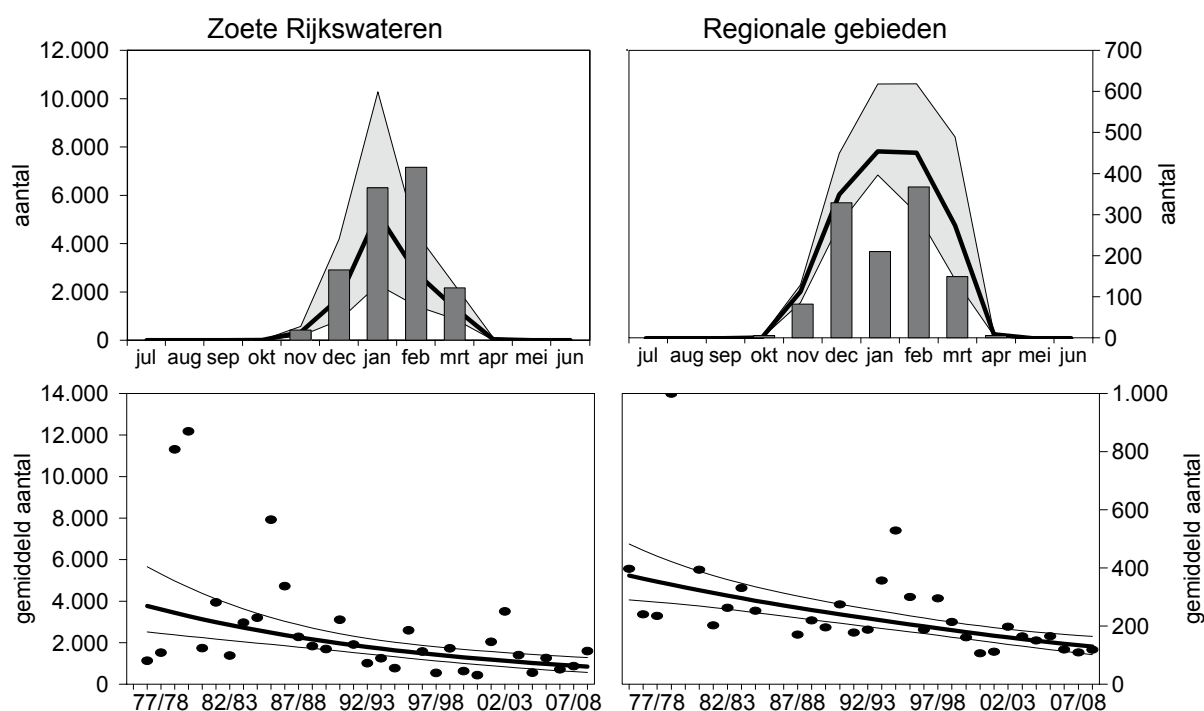 Zoete Rijkswateren
Regionale gebieden
12.000
10.000
8.000
6.000
4.000
2.000
0
aantal
jul aug sep okt nov dec jan feb mrt apr mei jun
700
600
500
400
300
200
100
0
aantal
jul aug sep okt nov dec jan feb mrt apr mei jun
14.000
12.000
10.000
8.000
6.000
4.000
2.000
0
gemiddeld aantal
77/78 82/83 87/88 92/93 97/98 02/03 07/08
1.000
800
600
400
200
0
gemiddeld aantal
77/78 82/83 87/88 92/93 97/98 02/03 07/08